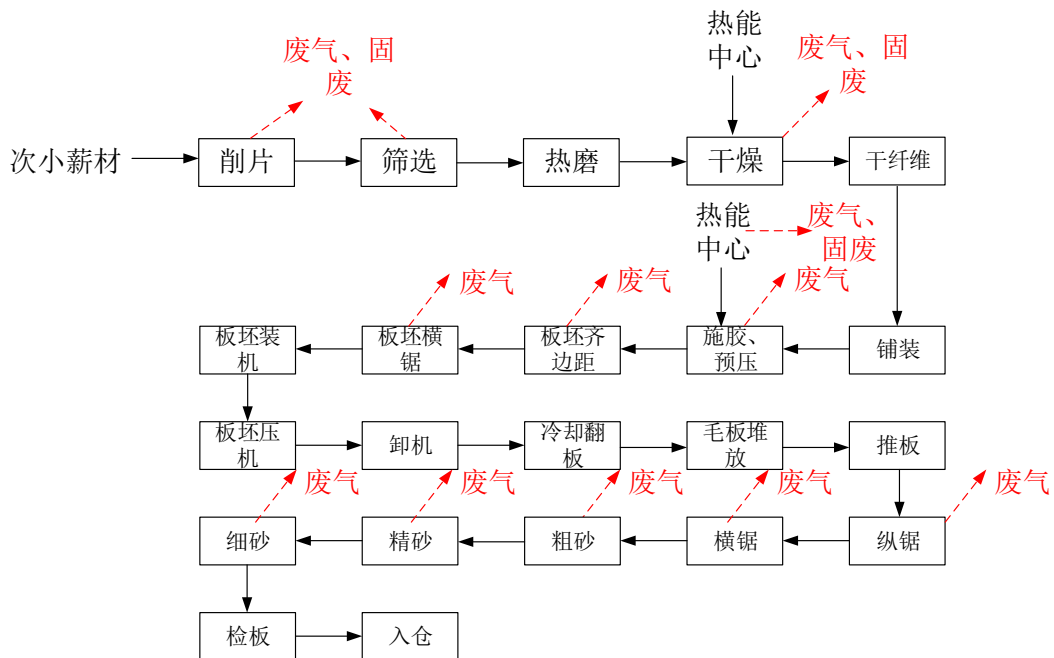 热能
中心
废气、固
废
废气、固
废
次小薪材
削片
筛选
热磨
干燥
干纤维
热能
中心
废气、
固废
废气
废气
废气
板坯装
机
板坯横
锯
板坯齐
边距
施胶、
预压
铺装
板坯压
机
卸机
冷却翻
板
毛板堆
放
推板
废气
废气
废气
废气
废气
细砂
精砂
粗砂
横锯
纵锯
检板
入仓